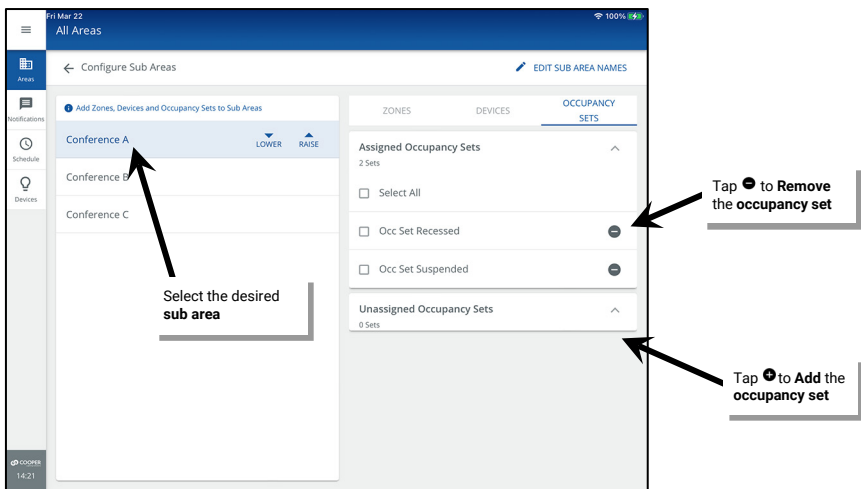 Fri Mar 22
100%
All Areas
Areas
Configure Sub Areas
EDIT SUB AREA NAMES
Notifications
Schedule
Devices
Add Zones, Devices and Occupancy Sets to Sub Areas
Conference A
LOWER
RAISE
Conference B
Conference C
ZONES
DEVICES
OCCUPANCY
SETS
Assigned Occupancy Sets
2 Sets
Select All
Occ Set Recessed
Occ Set Suspended
Unassigned Occupancy Sets
0 Sets
Select the desired
sub area
Tap to Remove
the occupancy set
Tap to Add the
occupancy set
COOPER
14:21